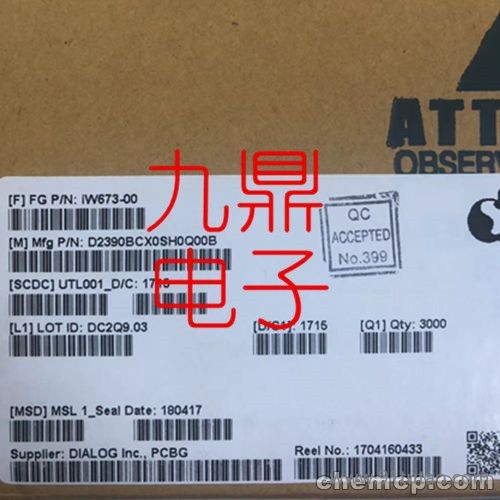 ATT
OBSERV
九鼎
电子
[F] FG P/N: iW673-00
QC
ACCEPTED
No.399
[M] Mfg P/N: D2390BCX0SH0Q00B
[SCDC] UTL001_D/C:
[L1] LOT ID: DC2Q9.03
[D/C1]: 1715
[Q1] Qty: 3000
[MSD] MSL 1_Seal Date: 180417
Supplier: DIALOG Inc., PCBG
Reel No.: 1704160433
chemcp.com